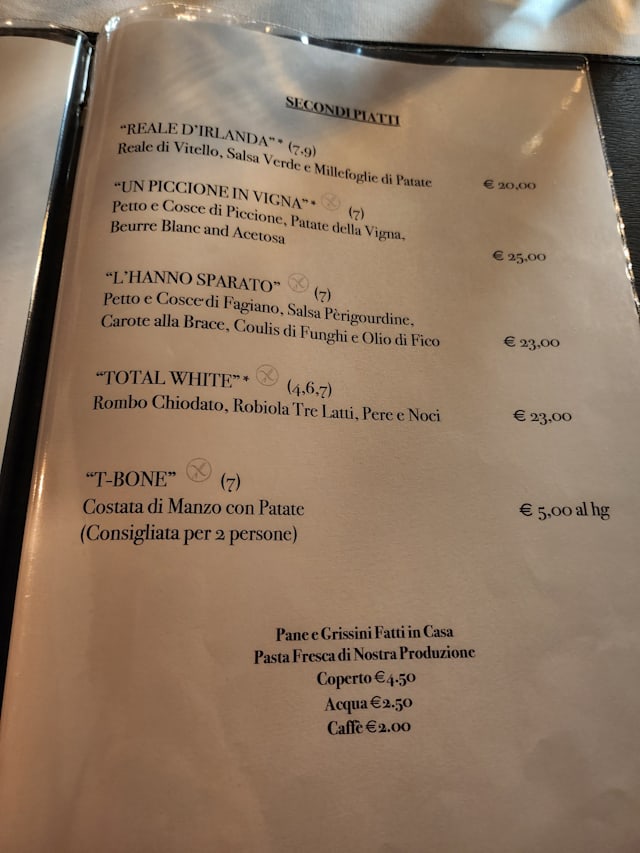 SECONDI PIATTI
“REALE D’IRLANDA”* (7,9)
Reale di Vitello, Salsa Verde e Millefoglie di Patate € 20,00
“UN PICCIONE IN VIGNA”* (7)
Petto e Cosce di Piccione, Patate della Vigna,
Beurre Blanc and Acetosa € 25,00
“L’HANNO SPARATO” (7)
Petto e Cosce di Fagiano, Salsa Pèrigourdine,
Carote alla Brace, Coulis di Funghi e Olio di Fico € 23,00
“TOTAL WHITE”* (4,6,7)
Rombo Chiodato, Robiola Tre Latti, Pere e Noci € 23,00
“T-BONE” (7)
Costata di Manzo con Patate € 5,00 al hg
(Consigliata per 2 persone)
Pane e Grissini Fatti in Casa
Pasta Fresca di Nostra Produzione
Coperto €4.50
Acqua €2.50
Caffè €2.00